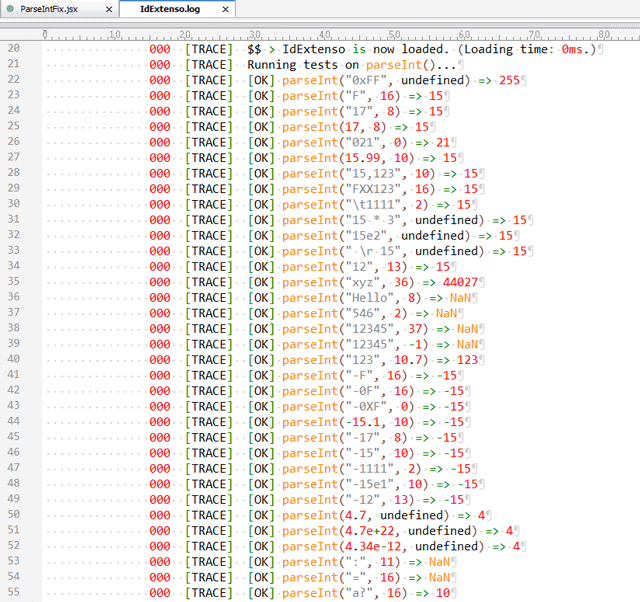 ParseIntFix.jsx IdExtenso.log
0 10 20 30 40 50 60 70 80
20 000 [TRACE] $$ > IdExtenso is now loaded. (Loading time: 0ms.)¶
21 000 [TRACE] Running tests on parseInt()...¶
22 000 [TRACE] [OK] parseInt("0xFF", undefined) => 255¶
23 000 [TRACE] [OK] parseInt("F", 16) => 15¶
24 000 [TRACE] [OK] parseInt("17", 8) => 15¶
25 000 [TRACE] [OK] parseInt(17, 8) => 15¶
26 000 [TRACE] [OK] parseInt("021", 0) => 21¶
27 000 [TRACE] [OK] parseInt(15.99, 10) => 15¶
28 000 [TRACE] [OK] parseInt("15,123", 10) => 15¶
29 000 [TRACE] [OK] parseInt("FXX123", 16) => 15¶
30 000 [TRACE] [OK] parseInt("\t1111", 2) => 15¶
31 000 [TRACE] [OK] parseInt("15 * 3", undefined) => 15¶
32 000 [TRACE] [OK] parseInt("15e2", undefined) => 15¶
33 000 [TRACE] [OK] parseInt(" \r 15", undefined) => 15¶
34 000 [TRACE] [OK] parseInt("12", 13) => 15¶
35 000 [TRACE] [OK] parseInt("xyz", 36) => 44027¶
36 000 [TRACE] [OK] parseInt("Hello", 8) => NaN¶
37 000 [TRACE] [OK] parseInt("546", 2) => NaN¶
38 000 [TRACE] [OK] parseInt("12345", 37) => NaN¶
39 000 [TRACE] [OK] parseInt("12345", -1) => NaN¶
40 000 [TRACE] [OK] parseInt("123", 10.7) => 123¶
41 000 [TRACE] [OK] parseInt("-F", 16) => -15¶
42 000 [TRACE] [OK] parseInt("-0F", 16) => -15¶
43 000 [TRACE] [OK] parseInt("-0XF", 0) => -15¶
44 000 [TRACE] [OK] parseInt(-15.1, 10) => -15¶
45 000 [TRACE] [OK] parseInt("-17", 8) => -15¶
46 000 [TRACE] [OK] parseInt("-15", 10) => -15¶
47 000 [TRACE] [OK] parseInt("-1111", 2) => -15¶
48 000 [TRACE] [OK] parseInt("-15e1", 10) => -15¶
49 000 [TRACE] [OK] parseInt("-12", 13) => -15¶
50 000 [TRACE] [OK] parseInt(4.7, undefined) => 4¶
51 000 [TRACE] [OK] parseInt(4.7e+22, undefined) => 4¶
52 000 [TRACE] [OK] parseInt(4.34e-12, undefined) => 4¶
53 000 [TRACE] [OK] parseInt(":", 11) => NaN¶
54 000 [TRACE] [OK] parseInt("=", 16) => NaN¶
55 000 [TRACE] [OK] parseInt("a?", 16) => 10¶